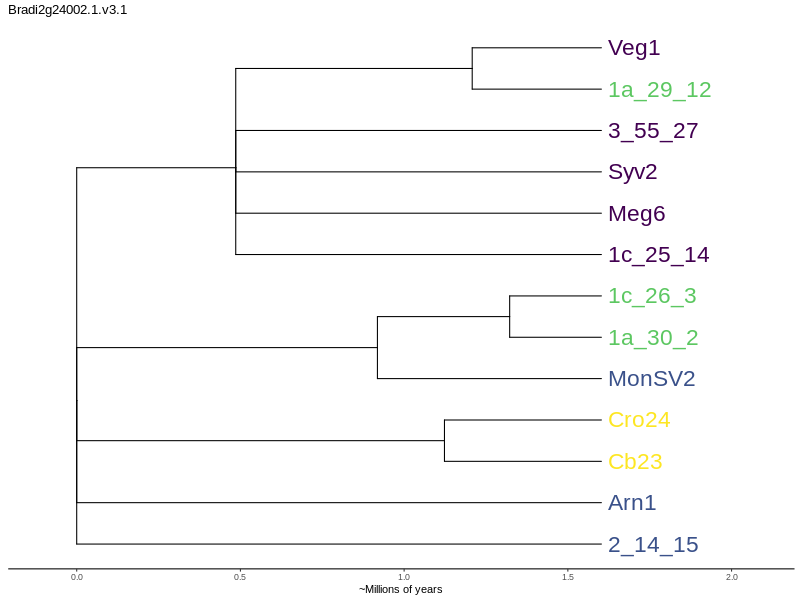 Bradi2g24002.1.v3.1
Veg1
1a_29_12
3_55_27
Syv2
Meg6
1c_25_14
1c_26_3
1a_30_2
MonSV2
Cro24
Cb23
Arn1
2_14_15
0.0 0.5 1.0 1.5 2.0
~Millions of years